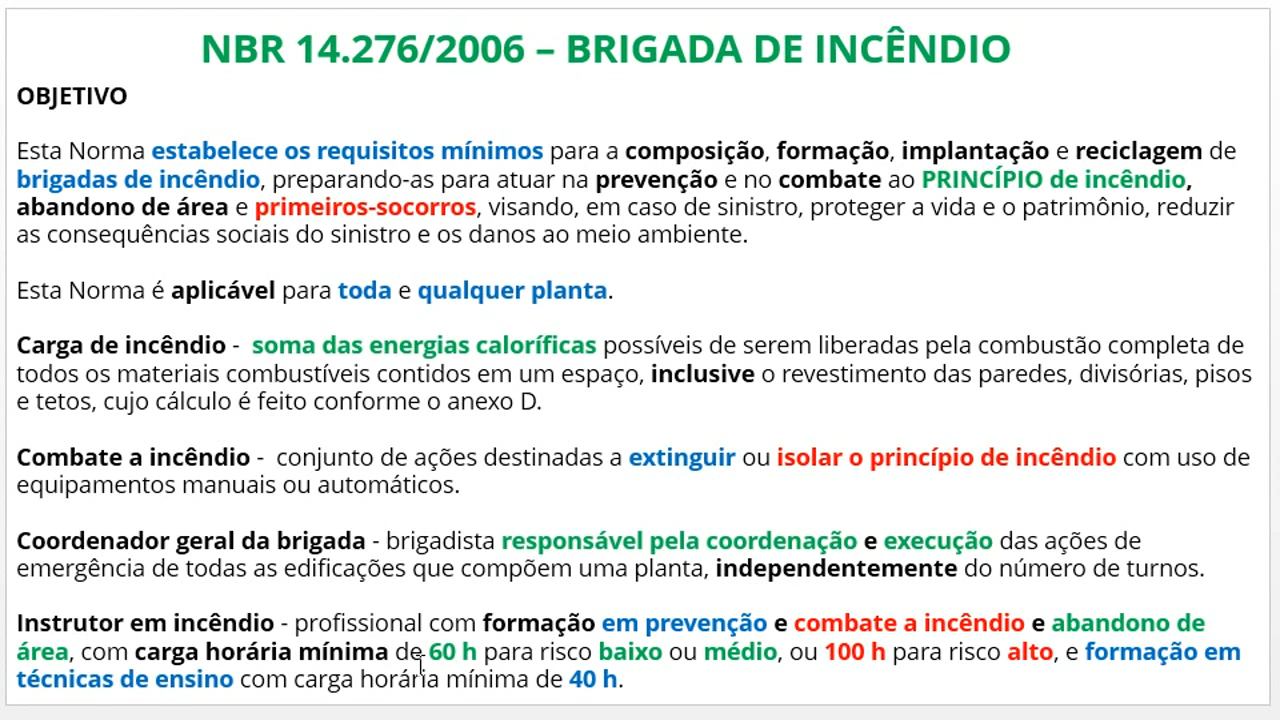 NBR 14.276/2006 – BRIGADA DE INCÊNDIO
OBJETIVO
Esta Norma estabelece os requisitos mínimos para a composição, formação, implantação e reciclagem de
brigadas de incêndio, preparando-as para atuar na prevenção e no combate ao PRINCÍPIO de incêndio,
abandono de área e primeiros-socorros, visando, em caso de sinistro, proteger a vida e o patrimônio, reduzir
as consequências sociais do sinistro e os danos ao meio ambiente.
Esta Norma é aplicável para toda e qualquer planta.
Carga de incêndio - soma das energias caloríficas possíveis de serem liberadas pela combustão completa de
todos os materiais combustíveis contidos em um espaço, inclusive o revestimento das paredes, divisórias, pisos
e tetos, cujo cálculo é feito conforme o anexo D.
Combate a incêndio - conjunto de ações destinadas a extinguir ou isolar o princípio de incêndio com uso de
equipamentos manuais ou automáticos.
Coordenador geral da brigada - brigadista responsável pela coordenação e execução das ações de
emergência de todas as edificações que compõem uma planta, independentemente do número de turnos.
Instrutor em incêndio - profissional com formação em prevenção e combate a incêndio e abandono de
área, com carga horária mínima de 60 h para risco baixo ou médio, ou 100 h para risco alto, e formação em
técnicas de ensino com carga horária mínima de 40 h.